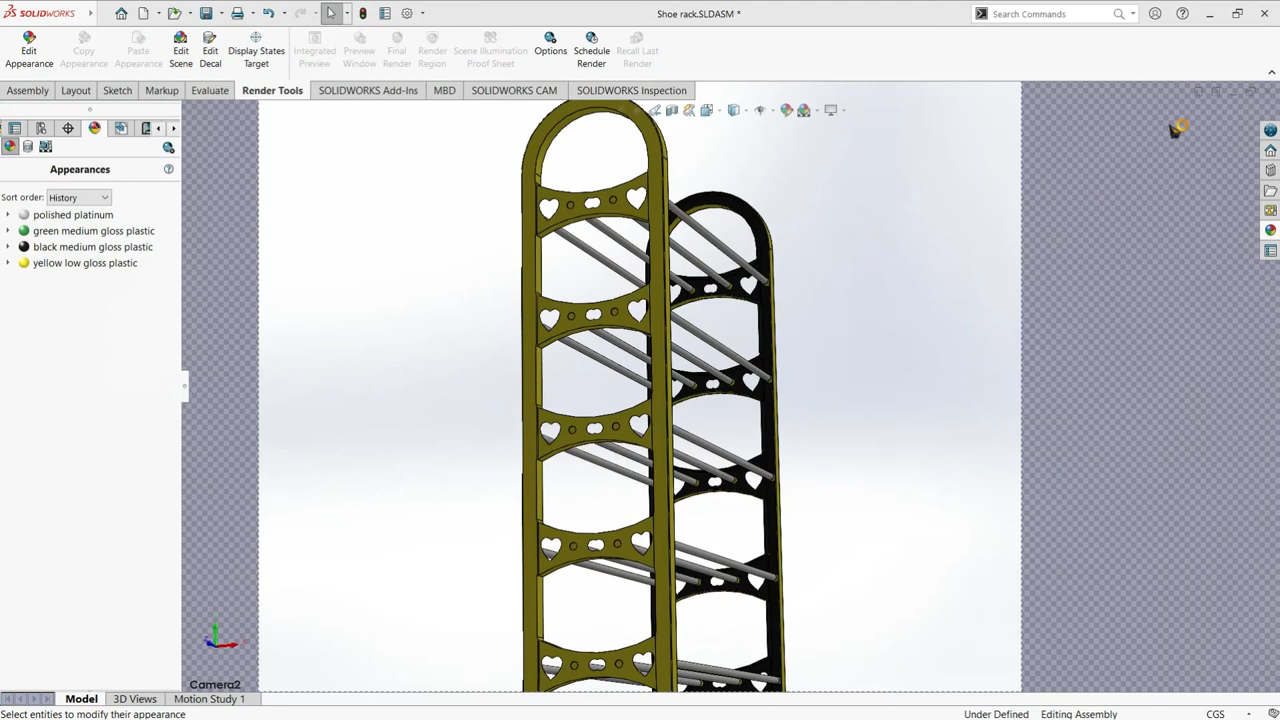 SOLIDWORKS
Shoe rack.SLDASM *
Search Commands
Edit Appearance
Copy Appearance
Paste Appearance
Edit Scene
Edit Decal
Display States Target
Integrated Preview
Preview Window
Final Render
Render Region
Scene Illumination Proof Sheet
Options
Schedule Render
Recall Last Render
Assembly Layout Sketch Markup Evaluate Render Tools SOLIDWORKS Add-Ins MBD SOLIDWORKS CAM SOLIDWORKS Inspection
Appearances
Sort order: History
polished platinum
green medium gloss plastic
black medium gloss plastic
yellow low gloss plastic
Camera2
Model 3D Views Motion Study 1
Select entities to modify their appearance
Under Defined Editing Assembly CGS